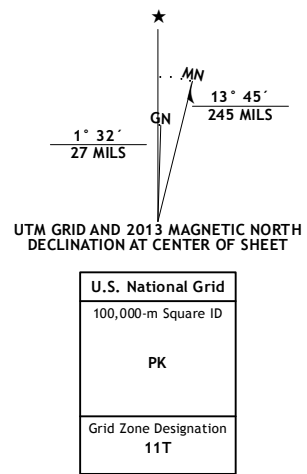 ★
MN
GN
13° 45´
245 MILS
1° 32´
27 MILS
UTM GRID AND 2013 MAGNETIC NORTH
DECLINATION AT CENTER OF SHEET
U.S. National Grid
100,000-m Square ID
PK
Grid Zone Designation
11T